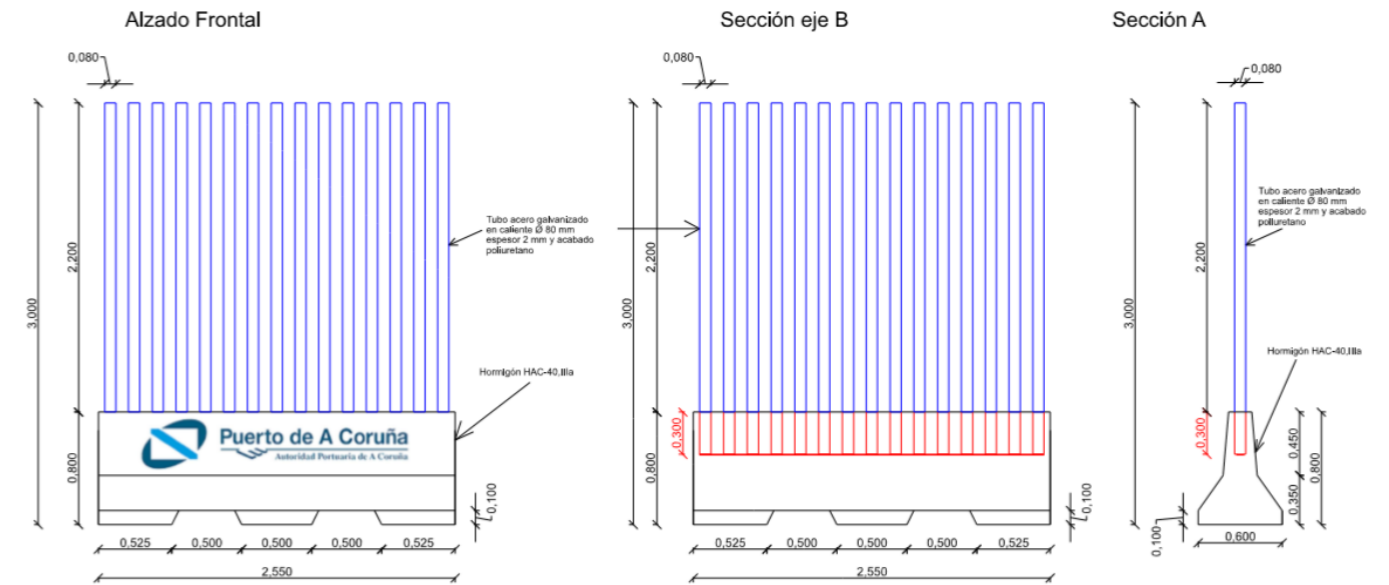 Alzado Frontal
Sección eje B
Sección A
0,080
0,080
0,080
3,000
2,200
0,800
Tubo acero galvanizado
en caliente Ø 80 mm
espesor 2 mm y acabado
poliuretano
Hormigón HAC-40,IIIa
Puerto de A Coruña
Autoridad Portuaria de A Coruña
0,100
0,525
0,500
0,500
0,500
0,525
2,550
3,000
2,200
0,300
0,800
0,100
0,525
0,500
0,500
0,500
0,525
2,550
3,000
2,200
Tubo acero galvanizado
en caliente Ø 80 mm
espesor 2 mm y acabado
poliuretano
Hormigón HAC-40,IIIa
0,300
0,450
0,350
0,800
0,100
0,600